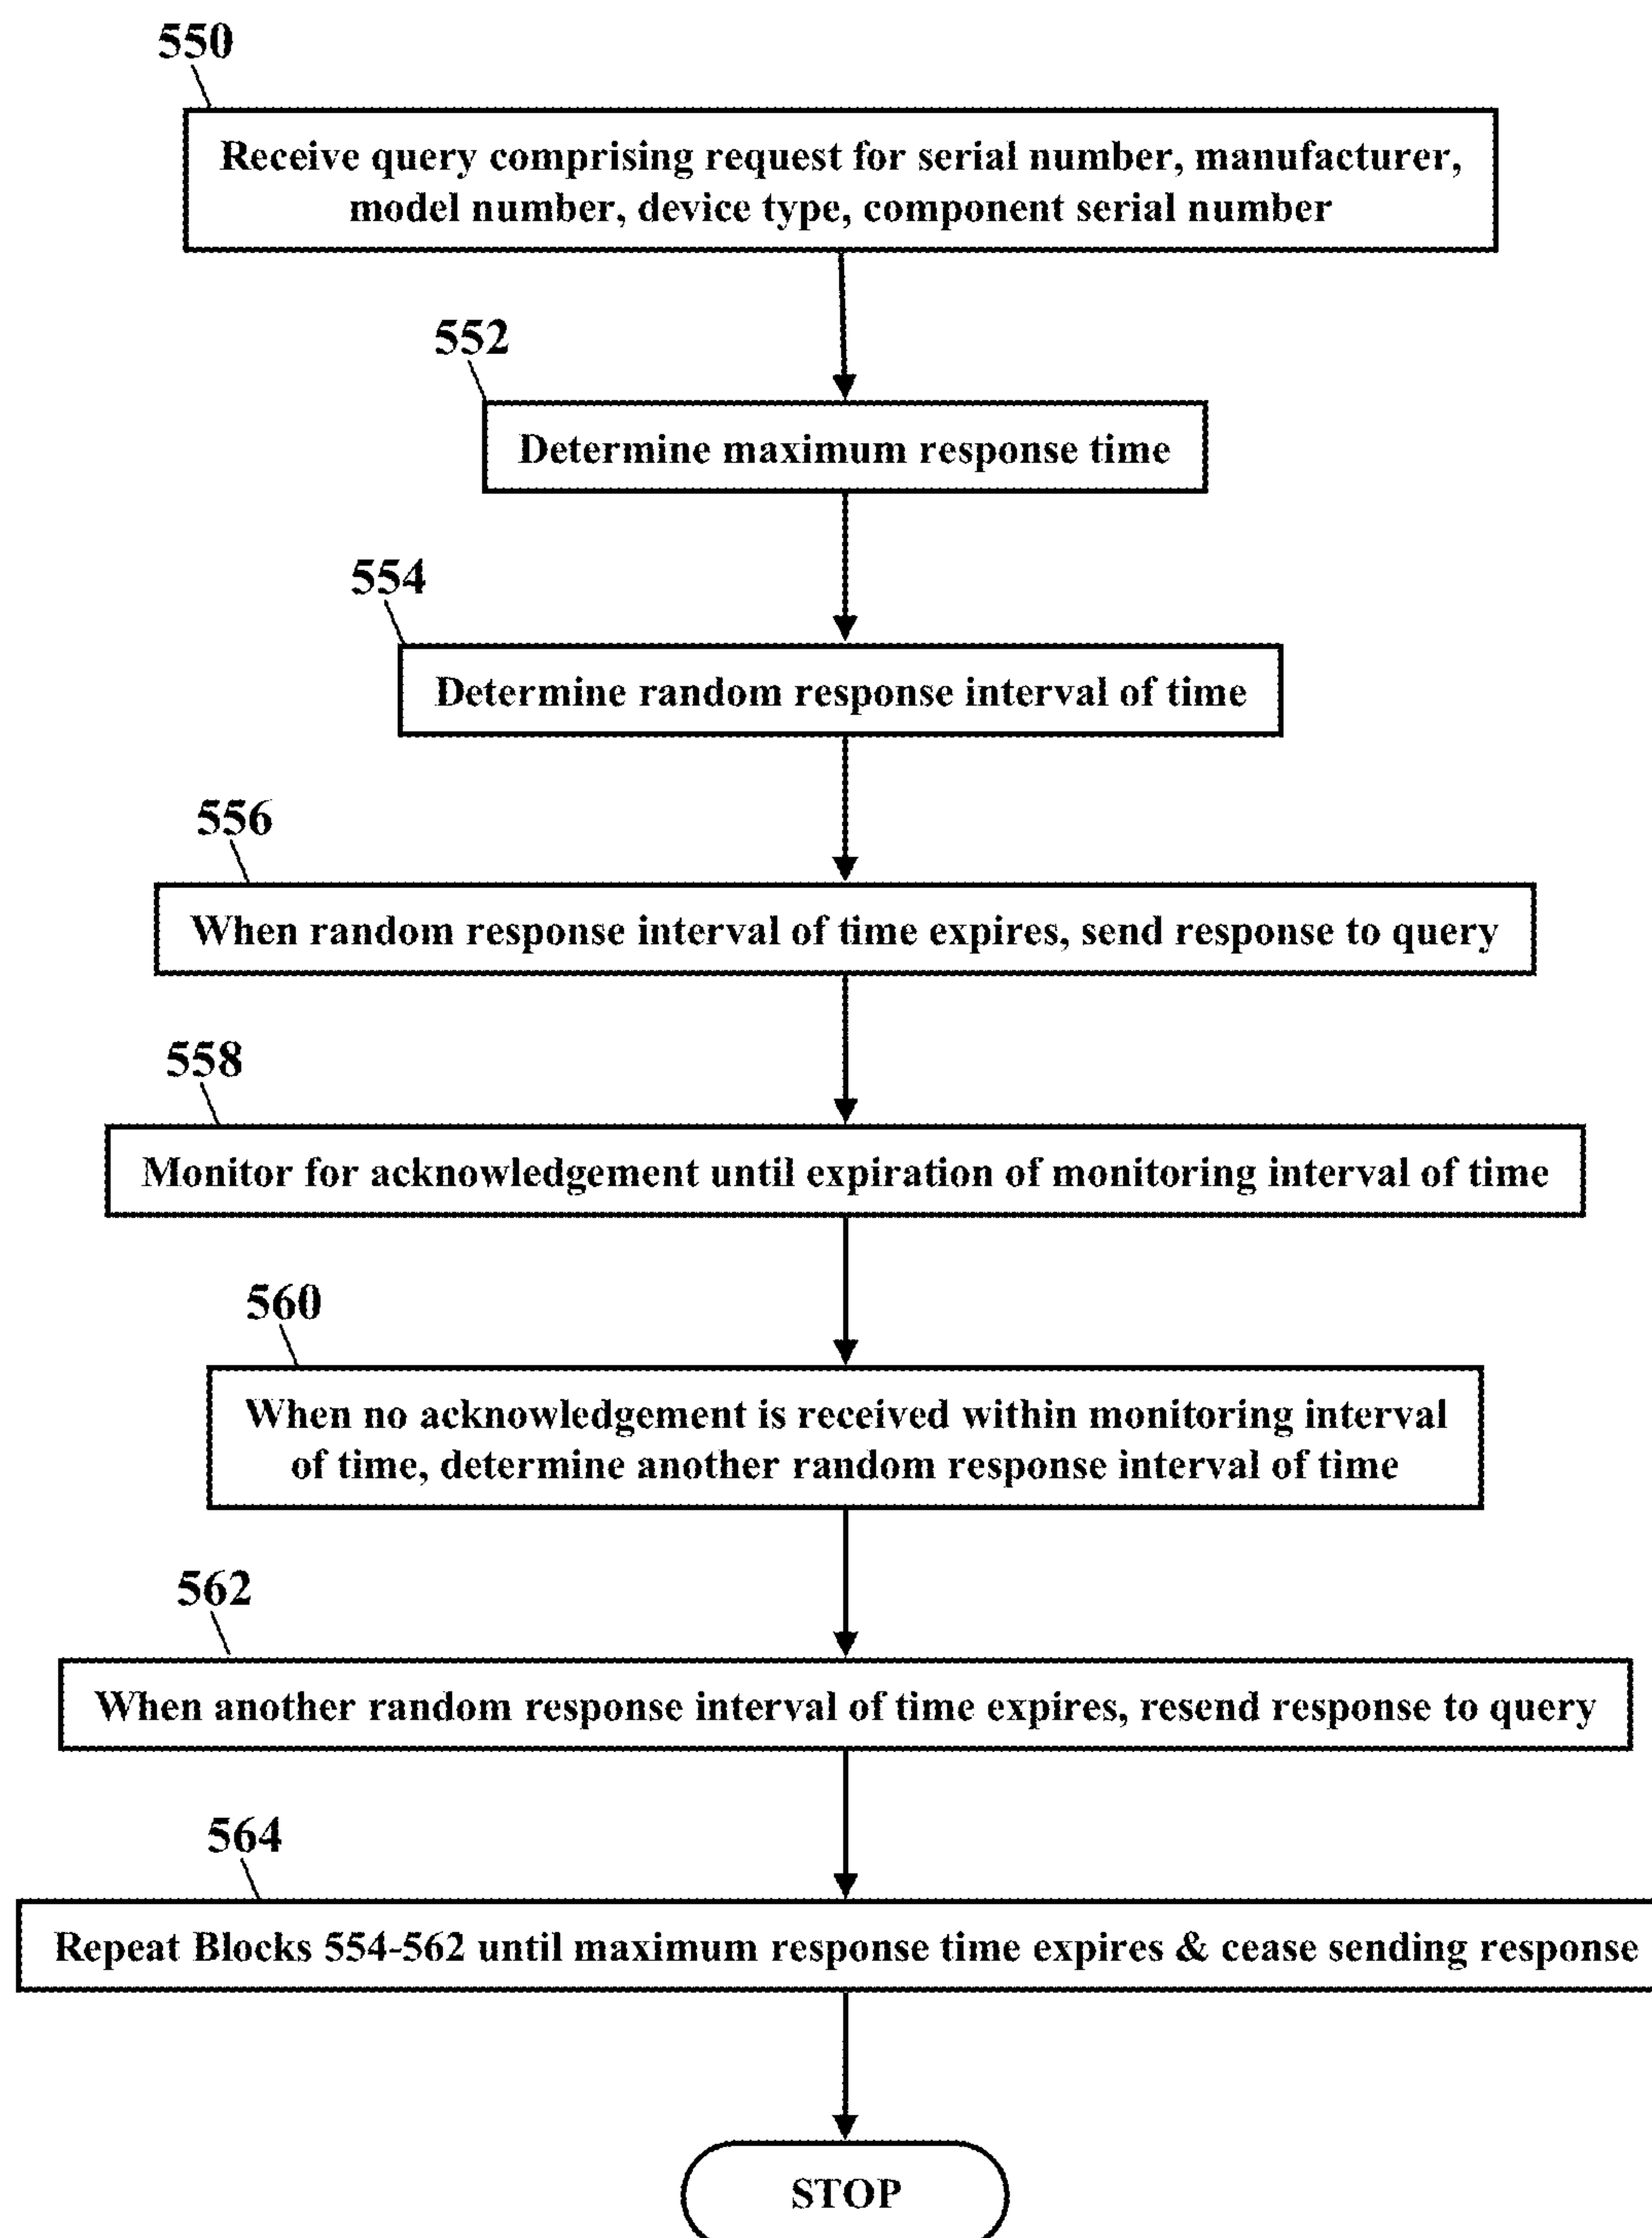 550
Receive query comprising request for serial number, manufacturer,
model number, device type, component serial number
552
Determine maximum response time
554
Determine random response interval of time
556
When random response interval of time expires, send response to query
558
Monitor for acknowledgement until expiration of monitoring interval of time
560
When no acknowledgement is received within monitoring interval
of time, determine another random response interval of time
562
When another random response interval of time expires, resend response to query
564
Repeat Blocks 554-562 until maximum response time expires & cease sending response
STOP